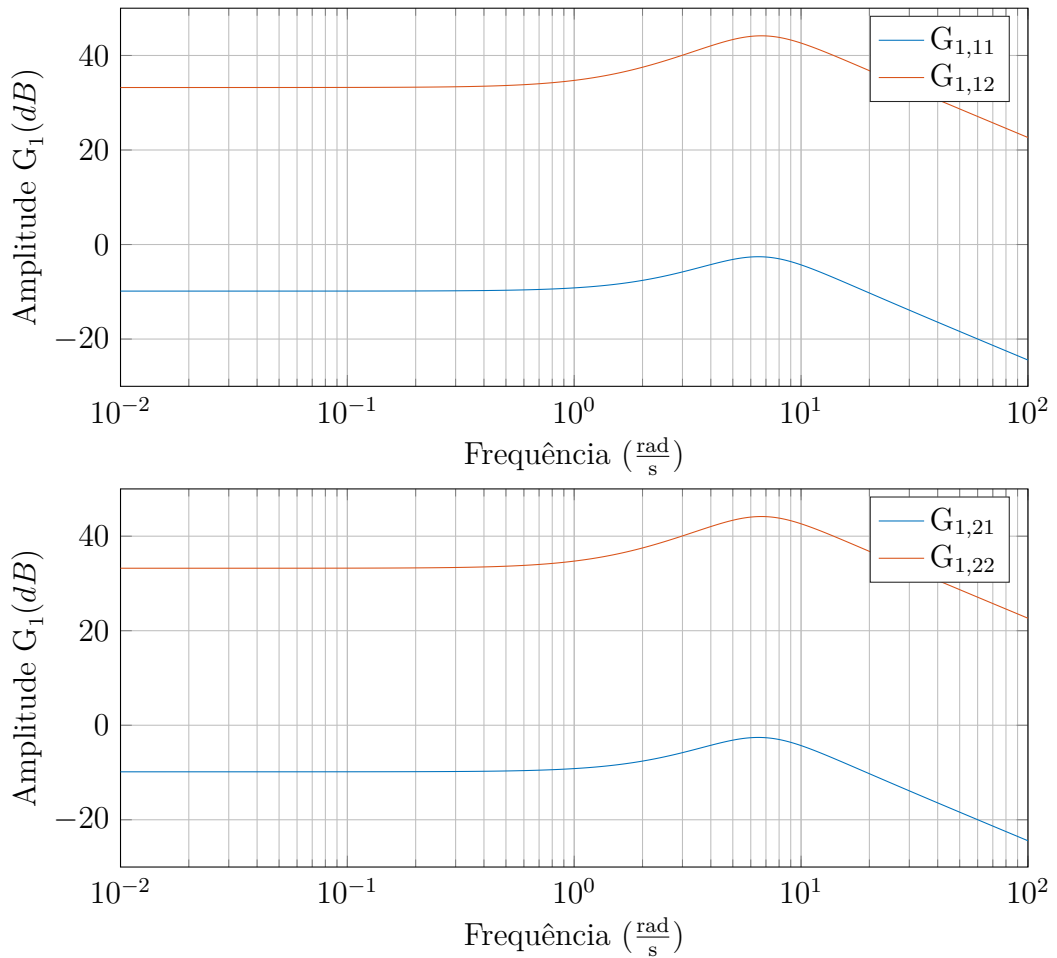 Amplitude G₁(dB)
40
20
0
−20
G₁,₁₁
G₁,₁₂
10⁻² 10⁻¹ 10⁰ 10¹ 10²
Frequência (rad/s)
Amplitude G₁(dB)
40
20
0
−20
G₁,₂₁
G₁,₂₂
10⁻² 10⁻¹ 10⁰ 10¹ 10²
Frequência (rad/s)